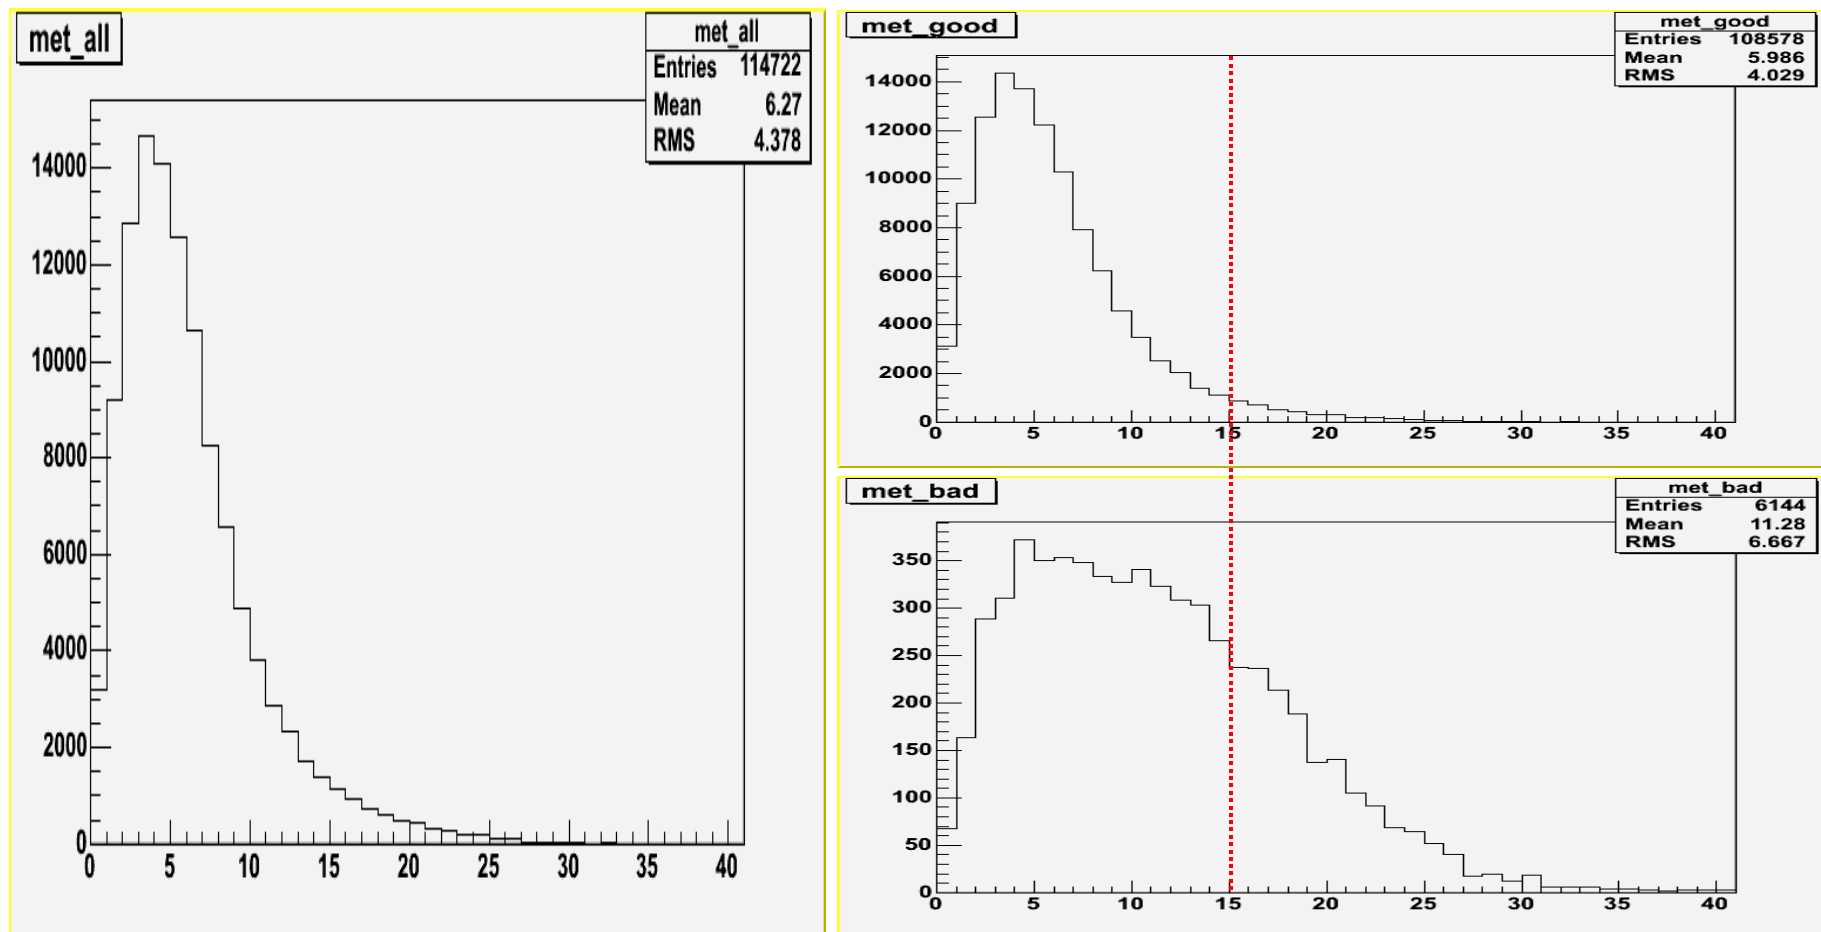 met_all
met_all
Entries 114722
Mean 6.27
RMS 4.378
14000
12000
10000
8000
6000
4000
2000
0
0 5 10 15 20 25 30 35 40
met_good
met_good
Entries 108578
Mean 5.986
RMS 4.029
14000
12000
10000
8000
6000
4000
2000
0
0 5 10 15 20 25 30 35 40
met_bad
met_bad
Entries 6144
Mean 11.28
RMS 6.667
350
300
250
200
150
100
50
0
0 5 10 15 20 25 30 35 40